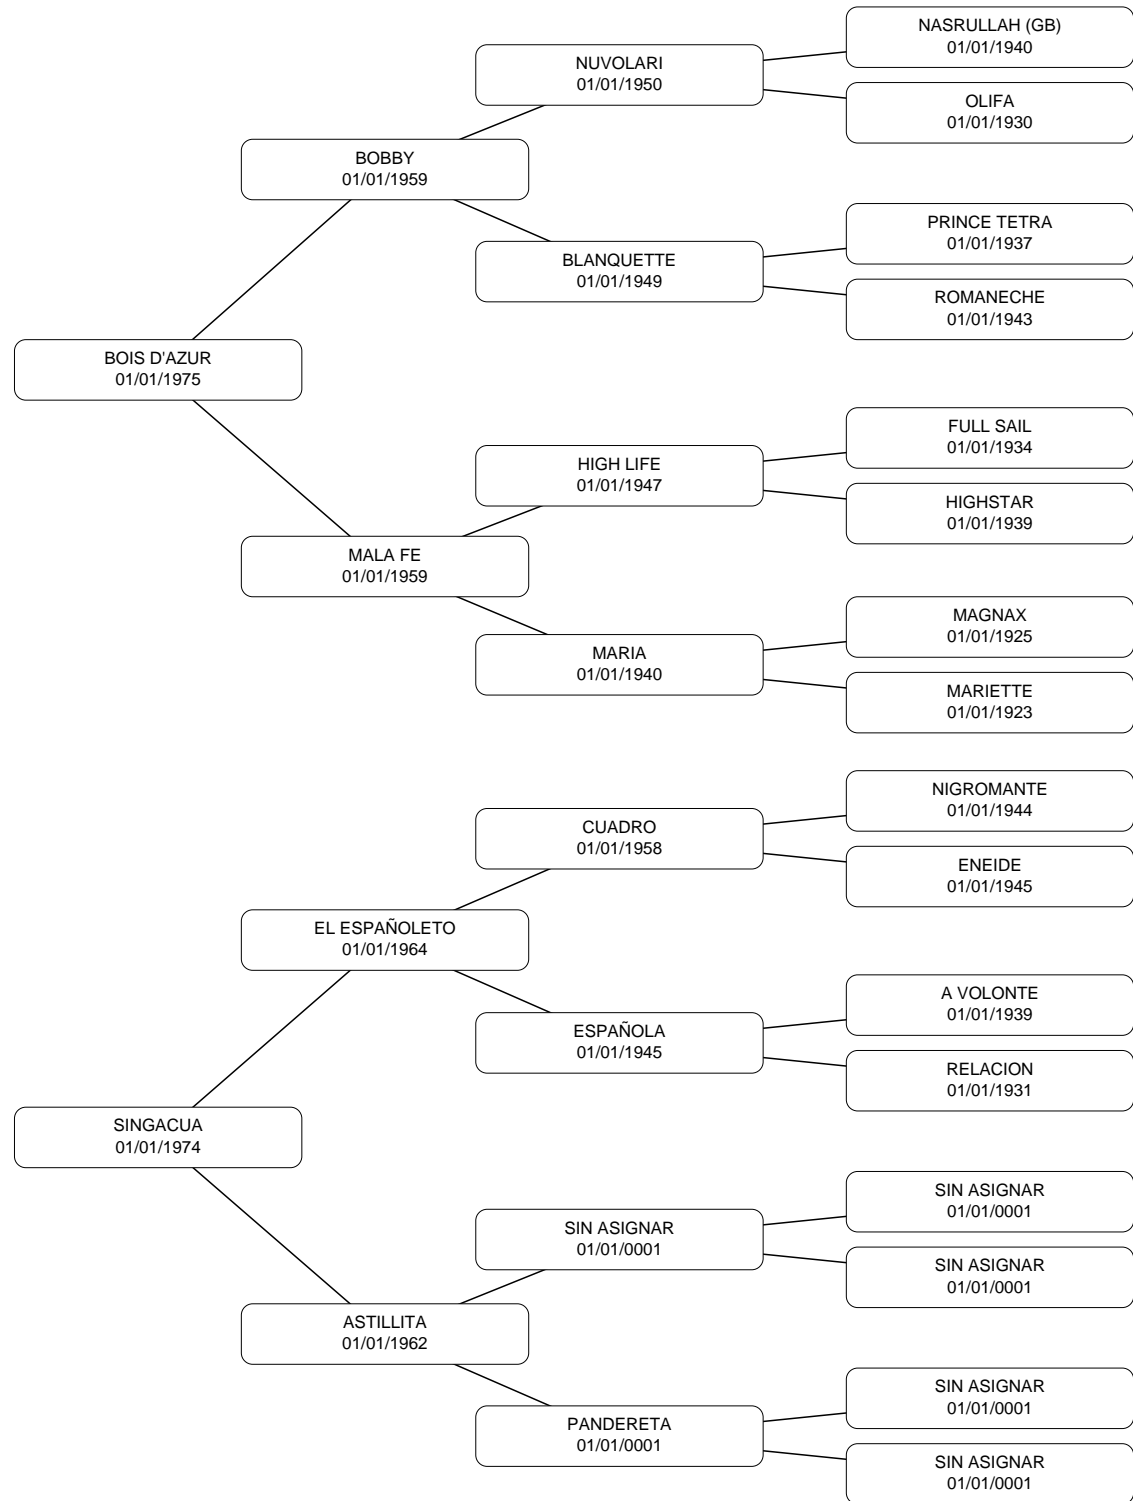 NASRULLAH (GB)
01/01/1940
NUVOLARI
01/01/1950
OLIFA
01/01/1930
BOBBY
01/01/1959
PRINCE TETRA
01/01/1937
BLANQUETTE
01/01/1949
ROMANECHE
01/01/1943
BOIS D'AZUR
01/01/1975
FULL SAIL
01/01/1934
HIGH LIFE
01/01/1947
HIGHSTAR
01/01/1939
MALA FE
01/01/1959
MAGNAX
01/01/1925
MARIA
01/01/1940
MARIETTE
01/01/1923
NIGROMANTE
01/01/1944
CUADRO
01/01/1958
ENEIDE
01/01/1945
EL ESPAÑOLETO
01/01/1964
A VOLONTE
01/01/1939
ESPAÑOLA
01/01/1945
RELACION
01/01/1931
SINGACUA
01/01/1974
SIN ASIGNAR
01/01/0001
SIN ASIGNAR
01/01/0001
SIN ASIGNAR
01/01/0001
ASTILLITA
01/01/1962
SIN ASIGNAR
01/01/0001
PANDERETA
01/01/0001
SIN ASIGNAR
01/01/0001